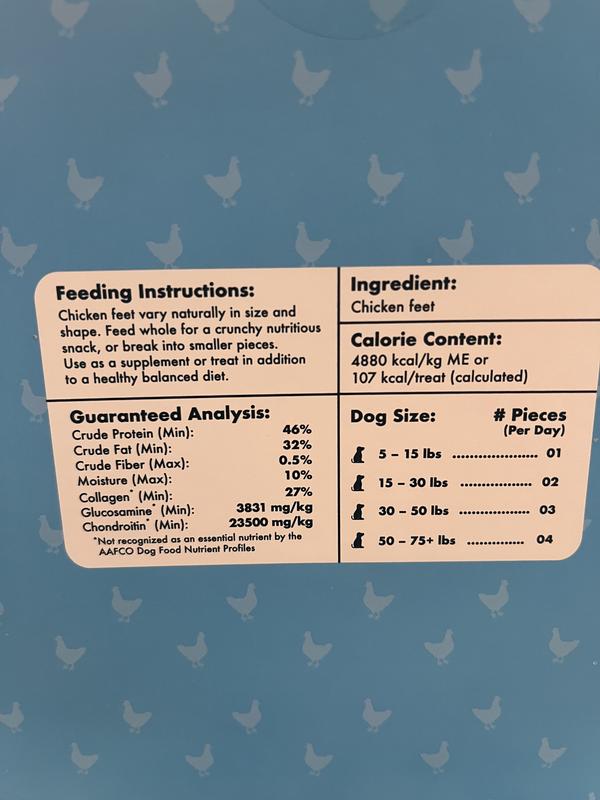 Feeding Instructions:
Chicken feet vary naturally in size and
shape. Feed whole for a crunchy nutritious
snack, or break into smaller pieces.
Use as a supplement or treat in addition
to a healthy balanced diet.
Ingredient:
Chicken feet
Calorie Content:
4880 kcal/kg ME or
107 kcal/treat (calculated)
Guaranteed Analysis:
Crude Protein (Min): 46%
Crude Fat (Min): 32%
Crude Fiber (Max): 0.5%
Moisture (Max): 10%
Collagen* (Min): 27%
Glucosamine* (Min): 3831 mg/kg
Chondroitin* (Min): 23500 mg/kg
*Not recognized as an essential nutrient by the
AAFCO Dog Food Nutrient Profiles
Dog Size: # Pieces
(Per Day)
5 – 15 lbs .................... 01
15 – 30 lbs .................. 02
30 – 50 lbs ................. 03
50 – 75+ lbs .............. 04